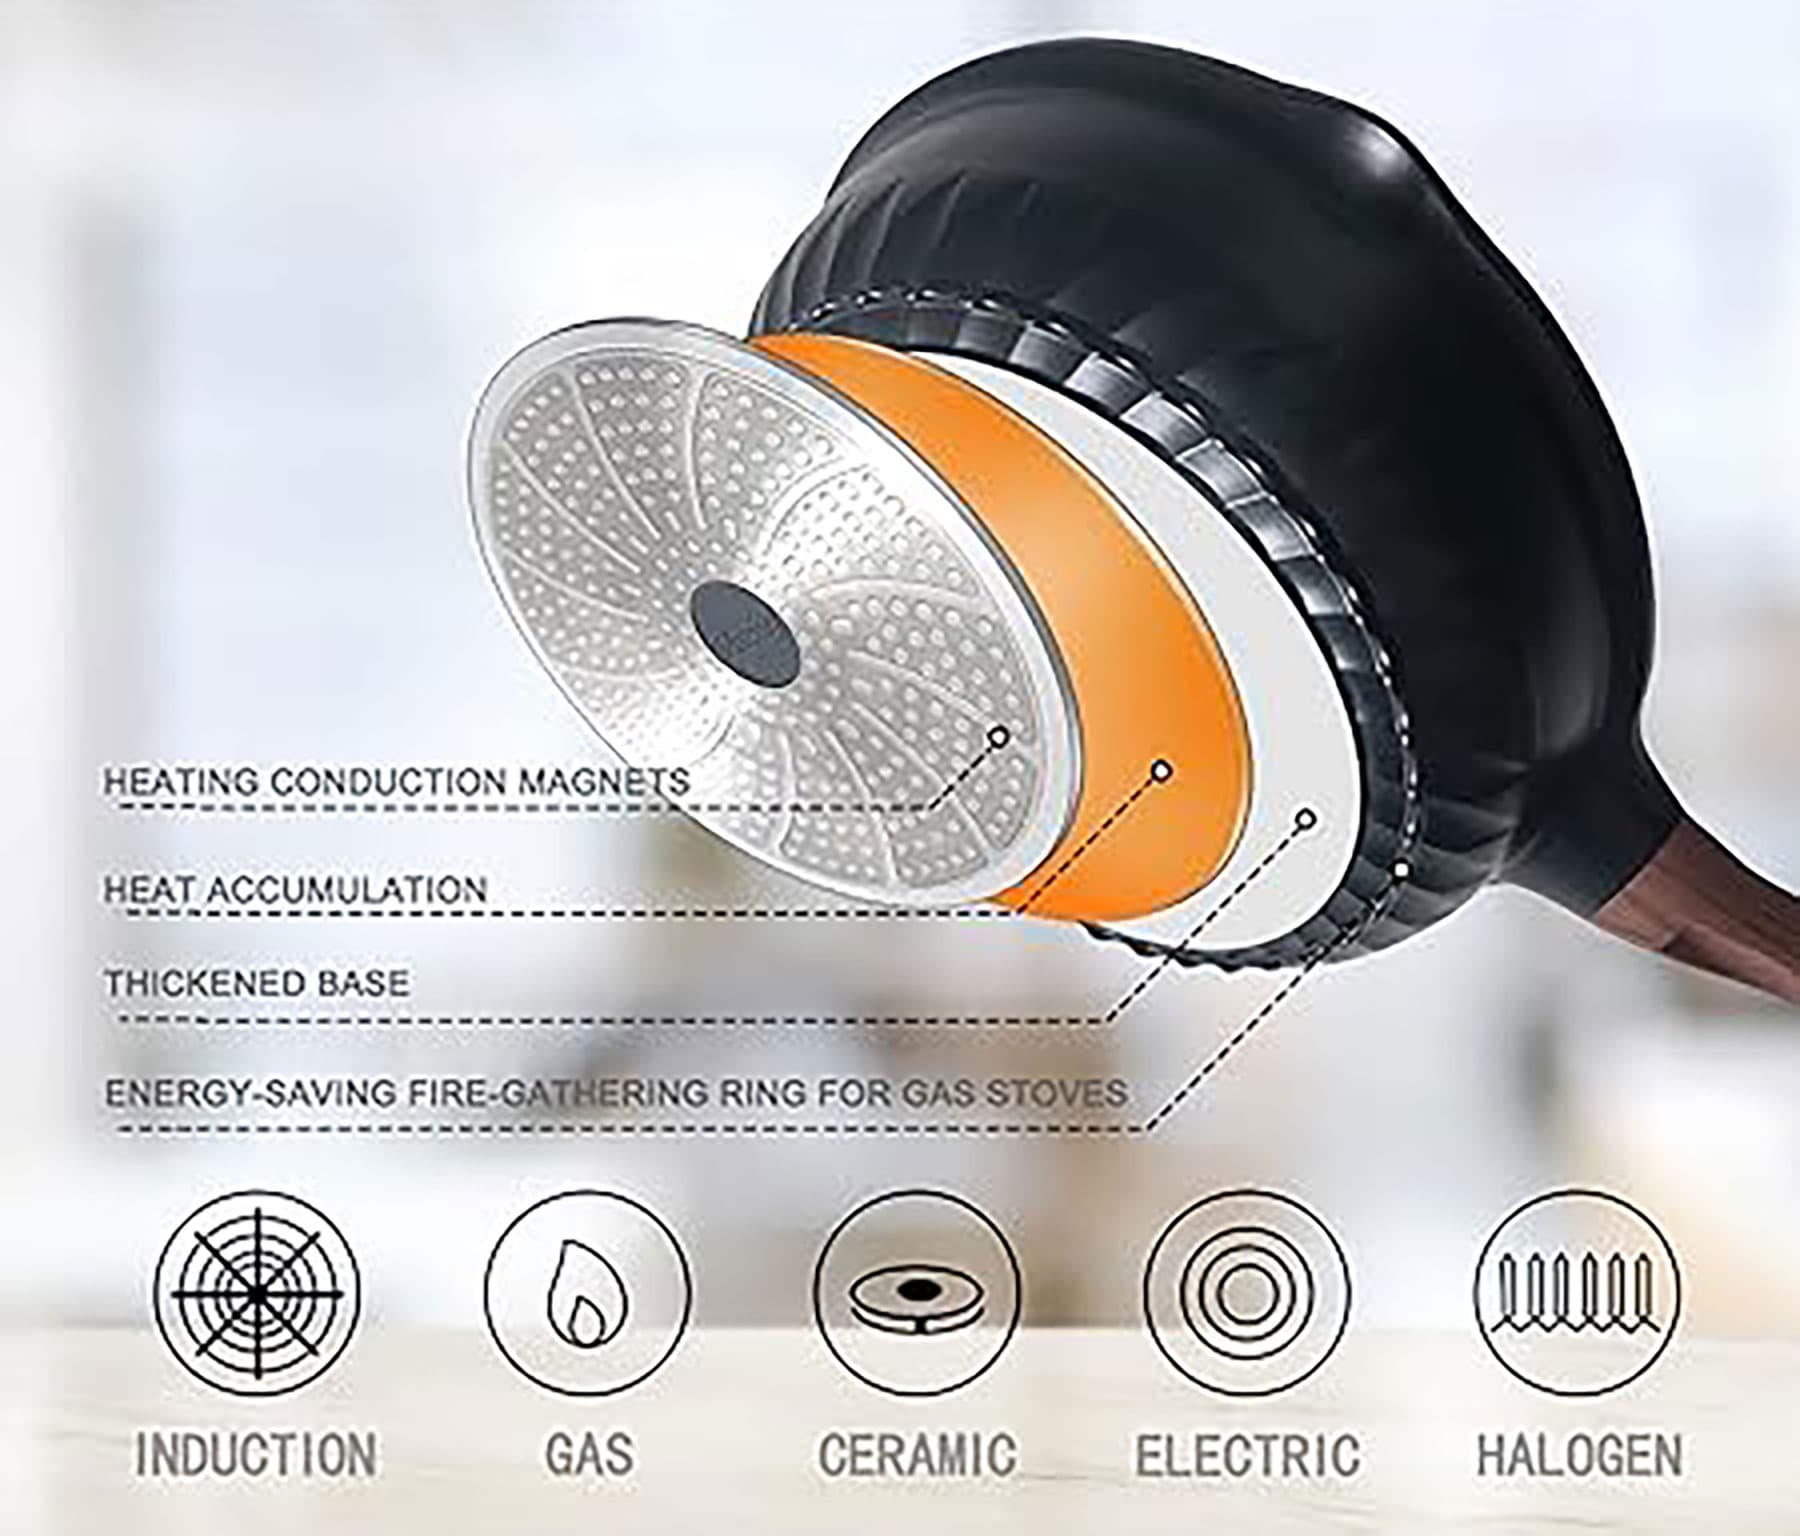 HEATING CONDUCTION MAGNETS
HEAT ACCUMULATION
THICKENED BASE
ENERGY-SAVING FIRE-GATHERING RING FOR GAS STOVES
INDUCTION GAS CERAMIC ELECTRIC HALOGEN